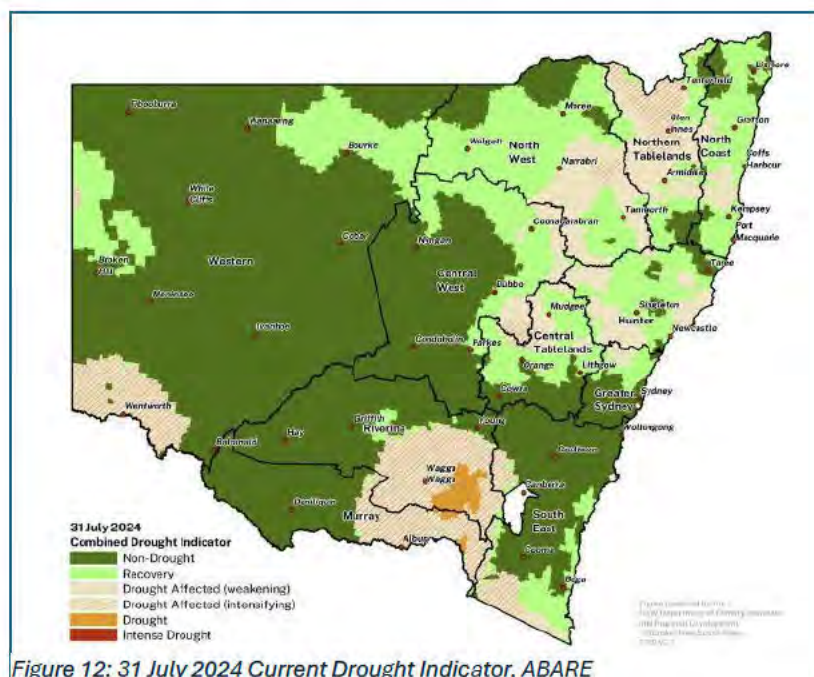 Tibooburra
Wanaaring
Bourke
White
Cliffs
Broken
Hill
Menindee
Western
Cobar
Ivanhoe
Wentworth
Balranald
Walgett
Moree
North
West
Narrabri
Coonabarabran
Tamworth
Tenterfield
Glen
Innes
Northern
Tablelands
Armidale
Lismore
Grafton
North
Coast
Coffs
Harbour
Kempsey
Port
Macquarie
Taree
Nyngan
Central
West
Dubbo
Mudgee
Singleton
Hunter
Newcastle
Central
Tablelands
Condobolin
Parkes
Orange
Lithgow
Cowra
Greater
Sydney
Sydney
Wollongong
Hay
Griffith
Riverina
Young
Wagga
Wagga
Deniliquin
Murray
Albury
Goulburn
Canberra
South
East
Cooma
Bega
31 July 2024
Combined Drought Indicator
Non-Drought
Recovery
Drought Affected (weakening)
Drought Affected (intensifying)
Drought
Intense Drought
Figure 12: 31 July 2024 Current Drought Indicator. ABARE